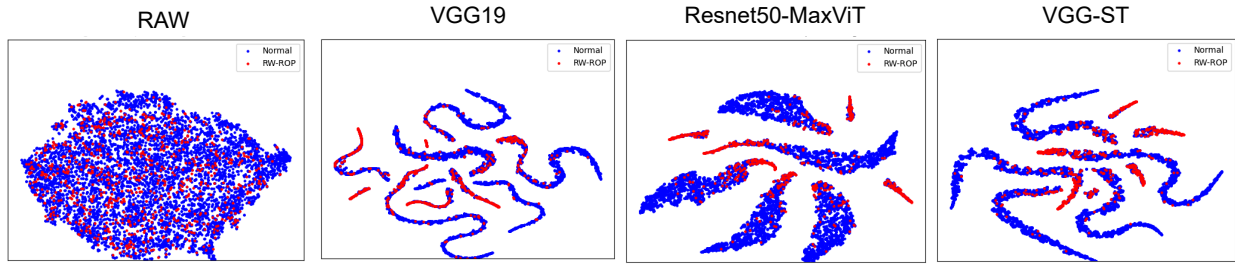 RAW
VGG19
Resnet50-MaxViT
VGG-ST
Normal
RW-ROP
Normal
RW-ROP
Normal
RW-ROP
Normal
RW-ROP